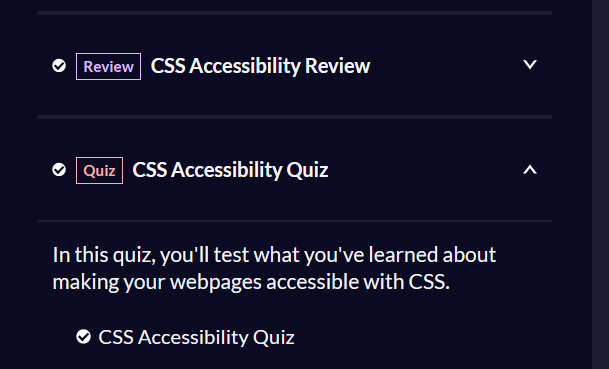 Review CSS Accessibility Review
Quiz CSS Accessibility Quiz
In this quiz, you'll test what you've learned about
making your webpages accessible with CSS.
CSS Accessibility Quiz